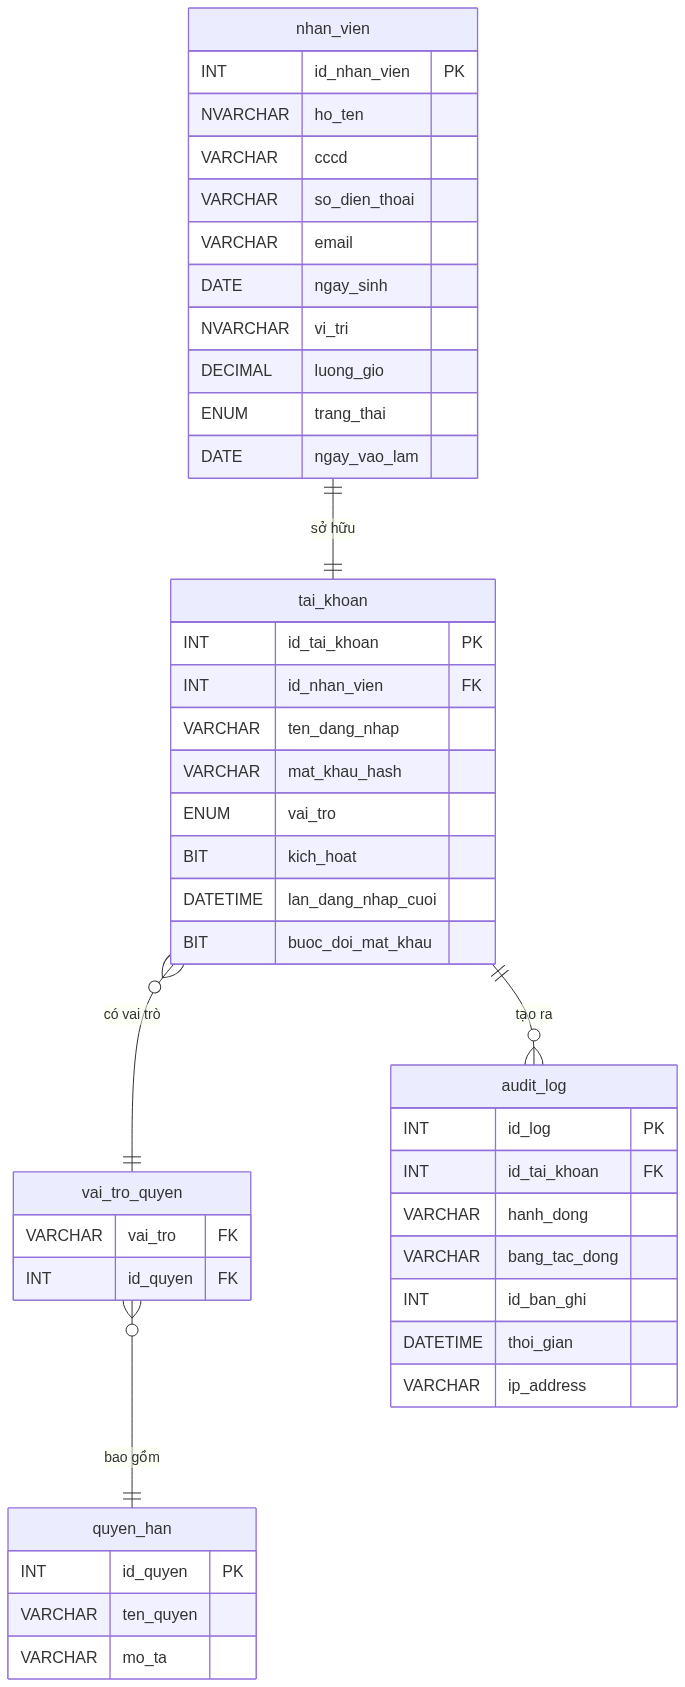 nhan_vien
INT id_nhan_vien PK
NVARCHAR ho_ten
VARCHAR cccd
VARCHAR so_dien_thoai
VARCHAR email
DATE ngay_sinh
NVARCHAR vi_tri
DECIMAL luong_gio
ENUM trang_thai
DATE ngay_vao_lam
sở hữu
tai_khoan
INT id_tai_khoan PK
INT id_nhan_vien FK
VARCHAR ten_dang_nhap
VARCHAR mat_khau_hash
ENUM vai_tro
BIT kich_hoat
DATETIME lan_dang_nhap_cuoi
BIT buoc_doi_mat_khau
có vai trò
tạo ra
audit_log
INT id_log PK
INT id_tai_khoan FK
VARCHAR hanh_dong
VARCHAR bang_tac_dong
INT id_ban_ghi
DATETIME thoi_gian
VARCHAR ip_address
vai_tro_quyen
VARCHAR vai_tro FK
INT id_quyen FK
bao gồm
quyen_han
INT id_quyen PK
VARCHAR ten_quyen
VARCHAR mo_ta